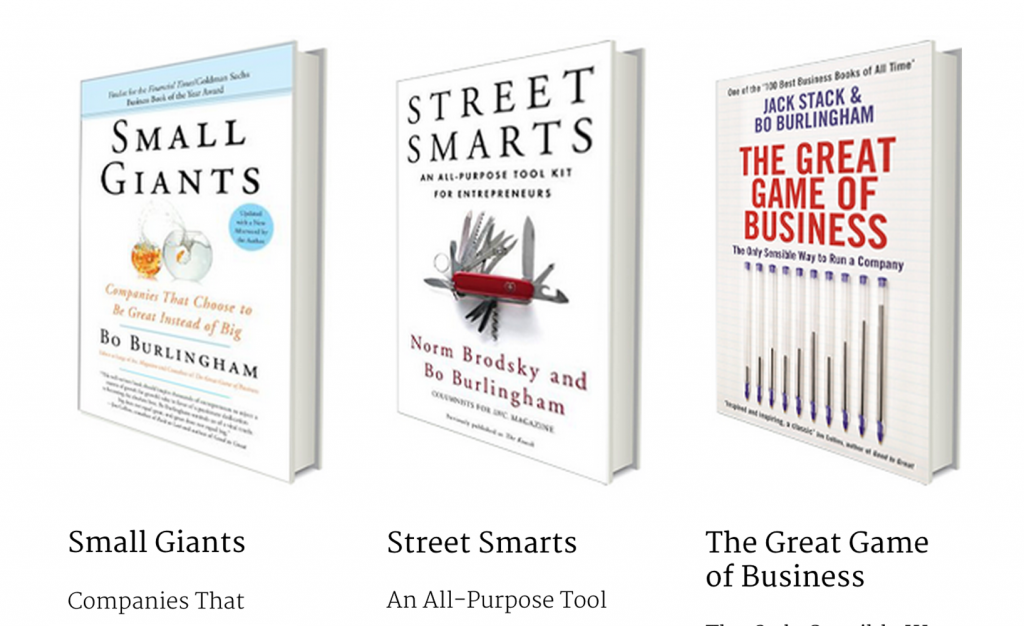 Finalist for the Financial Times/Goldman Sachs
Business Book of the Year Award
SMALL
GIANTS
Updated
with a New
Afterword by
the Author
Companies That Choose to
Be Great Instead of Big
BO BURLINGHAM
STREET
SMARTS
AN ALL-PURPOSE TOOL KIT
FOR ENTREPRENEURS
Norm Brodsky and
Bo Burlingham
COLUMNISTS FOR INC. MAGAZINE
Previously published as The Knack
One of the "100 Best Business Books of All Time"
JACK STACK &
BO BURLINGHAM
THE GREAT
GAME OF
BUSINESS
The Only Sensible Way to Run a Company
'Inspired and inspiring, a classic' Jim Collins, author of Good to Great
Small Giants
Companies That
Street Smarts
An All-Purpose Tool
The Great Game
of Business